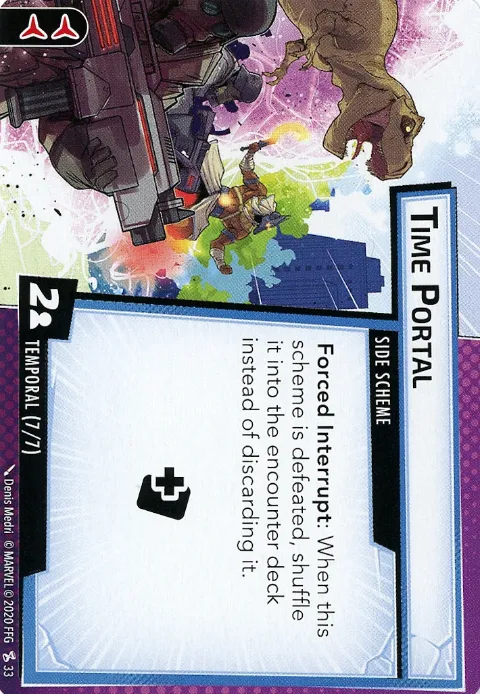 TIME PORTAL
SIDE SCHEME
Forced Interrupt: When this
scheme is defeated, shuffle
it into the encounter deck
instead of discarding it.
2
TEMPORAL (7/7)
Denis Medri © MARVEL © 2020 FFG 33